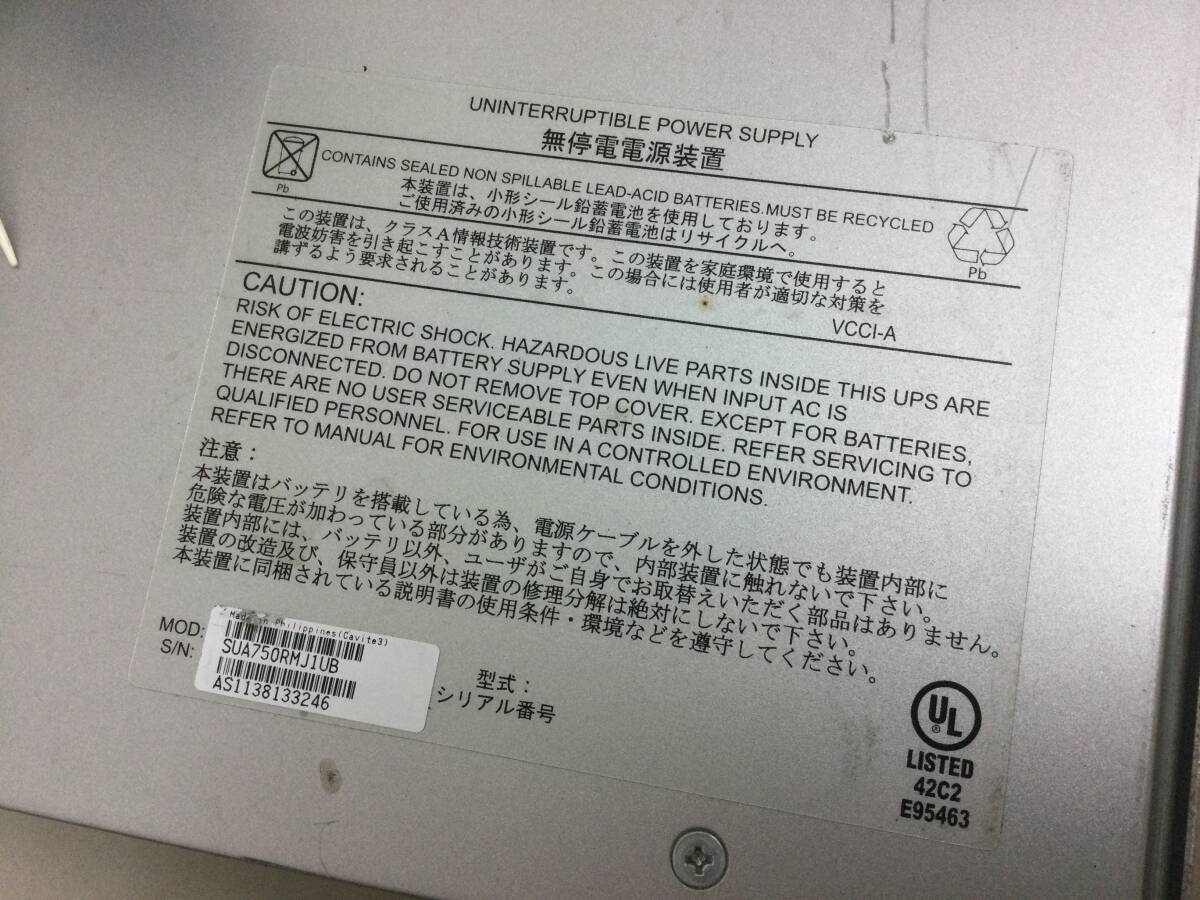 UNINTERRUPTIBLE POWER SUPPLY
無停電電源装置
Pb
CONTAINS SEALED NON SPILLABLE LEAD-ACID BATTERIES.MUST BE RECYCLED
本装置は、小形シール鉛蓄電池を使用しております。
ご使用済みの小形シール鉛蓄電池はリサイクルへ。
Pb
この装置は、クラスA情報技術装置です。この装置を家庭環境で使用すると
電波妨害を引き起こすことがあります。この場合には使用者が適切な対策を
講ずるよう要求されることがあります。
VCCI-A
CAUTION:
RISK OF ELECTRIC SHOCK. HAZARDOUS LIVE PARTS INSIDE THIS UPS ARE
ENERGIZED FROM BATTERY SUPPLY EVEN WHEN INPUT AC IS
DISCONNECTED. DO NOT REMOVE TOP COVER. EXCEPT FOR BATTERIES,
THERE ARE NO USER SERVICEABLE PARTS INSIDE. REFER SERVICING TO
QUALIFIED PERSONNEL. FOR USE IN A CONTROLLED ENVIRONMENT.
REFER TO MANUAL FOR ENVIRONMENTAL CONDITIONS.
注意：
本装置はバッテリを搭載している為、電源ケーブルを外した状態でも装置内部に
危険な電圧が加わっている部分がありますので、内部装置に触れないで下さい。
装置内部には、バッテリ以外、ユーザがご自身でお取替えいただく部品はありません。
装置の改造及び、保守員以外は装置の修理分解は絶対にしないで下さい。
本装置に同梱されている説明書の使用条件・環境などを遵守してください。
Made in Philippines(Cavite3)
MOD:
SUA750RMJ1UB
型式：
S/N:
AS1138133246
シリアル番号
UL
®
LISTED
42C2
E95463